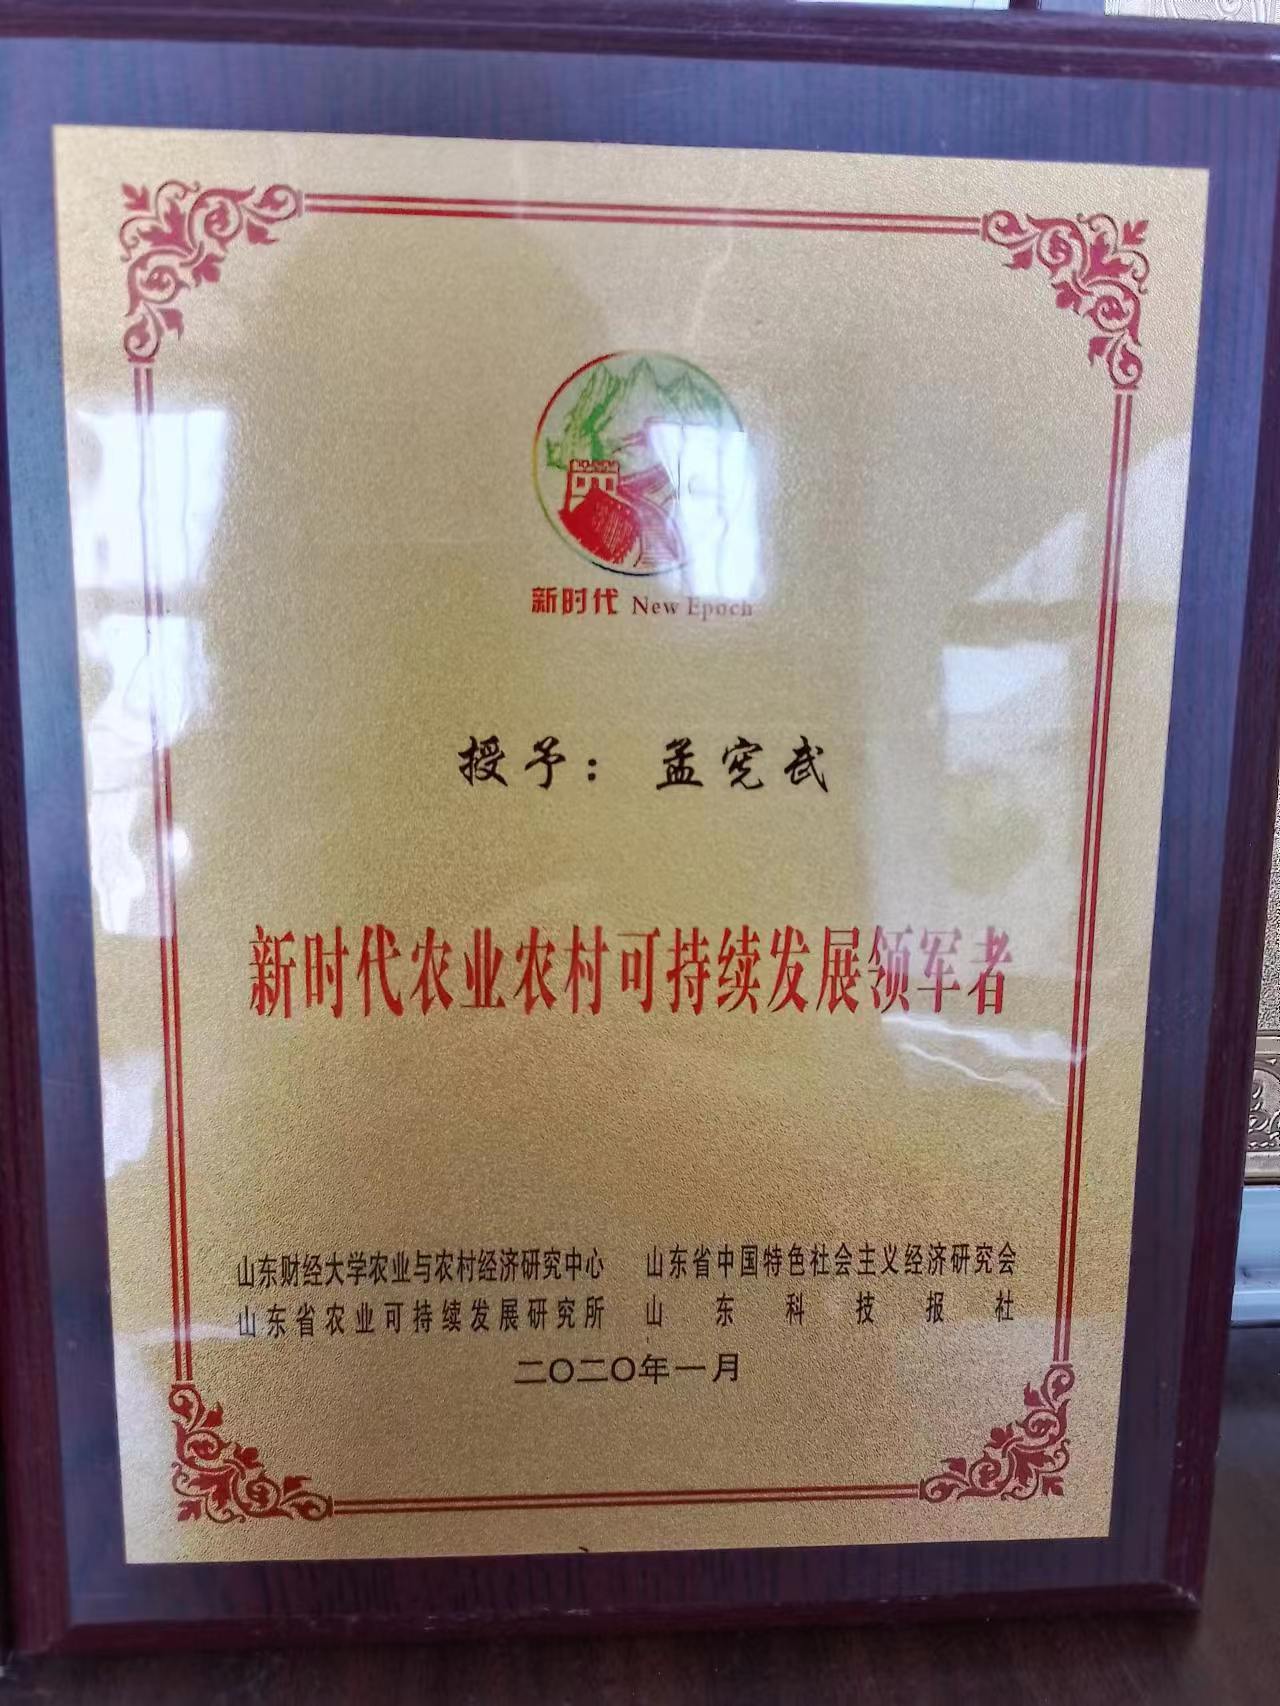 新时代 New Epoch
授予：孟宪武
新时代农业农村可持续发展领军者
山东财经大学农业与农村经济研究中心 山东省中国特色社会主义经济研究会
山东省农业可持续发展研究所 山东科技报社
二〇二〇年一月